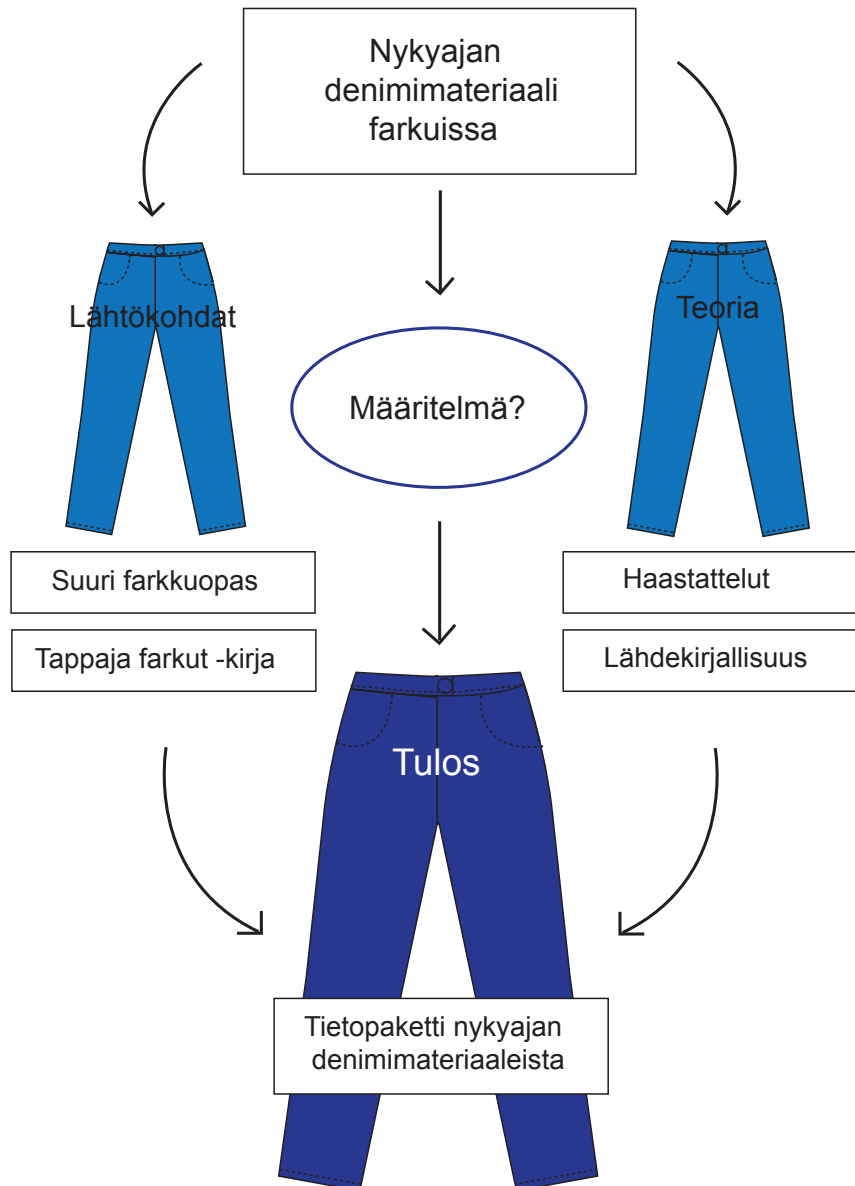 Nykyajan
denimimateriaali
farkuissa
Lähtökohdat
Teoria
Määritelmä?
Suuri farkkuopas
Haastattelut
Tappaja farkut -kirja
Lähdekirjallisuus
Tulos
Tietopaketti nykyajan
denimimateriaaleista